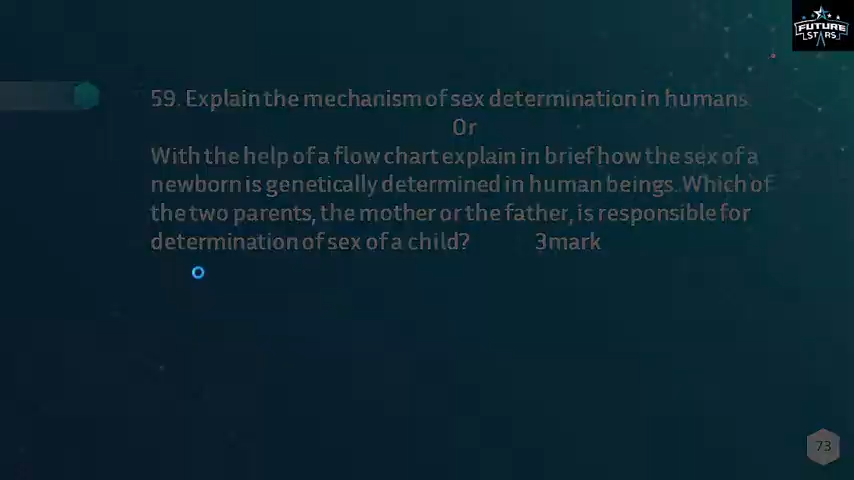 FUTURE
STARS
59. Explain the mechanism of sex determination in humans
Or
With the help of a flow chart explain in brief how the sex of a
newborn is genetically determined in human beings. Which of
the two parents, the mother or the father, is responsible for
determination of sex of a child? 3mark
73